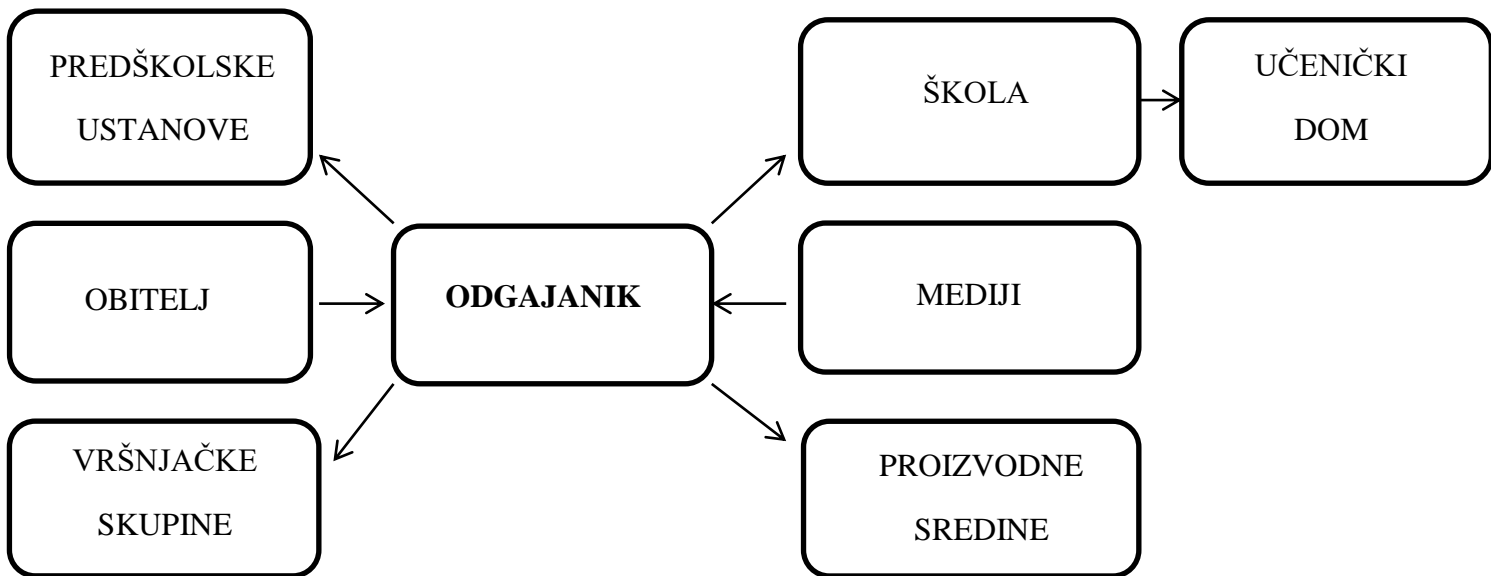 PREDŠKOLSKE
USTANOVE
ŠKOLA
UČENIČKI
DOM
OBITELJ
ODGAJANIK
MEDIJI
VRŠNJAČKE
SKUPINE
PROIZVODNE
SREDINE